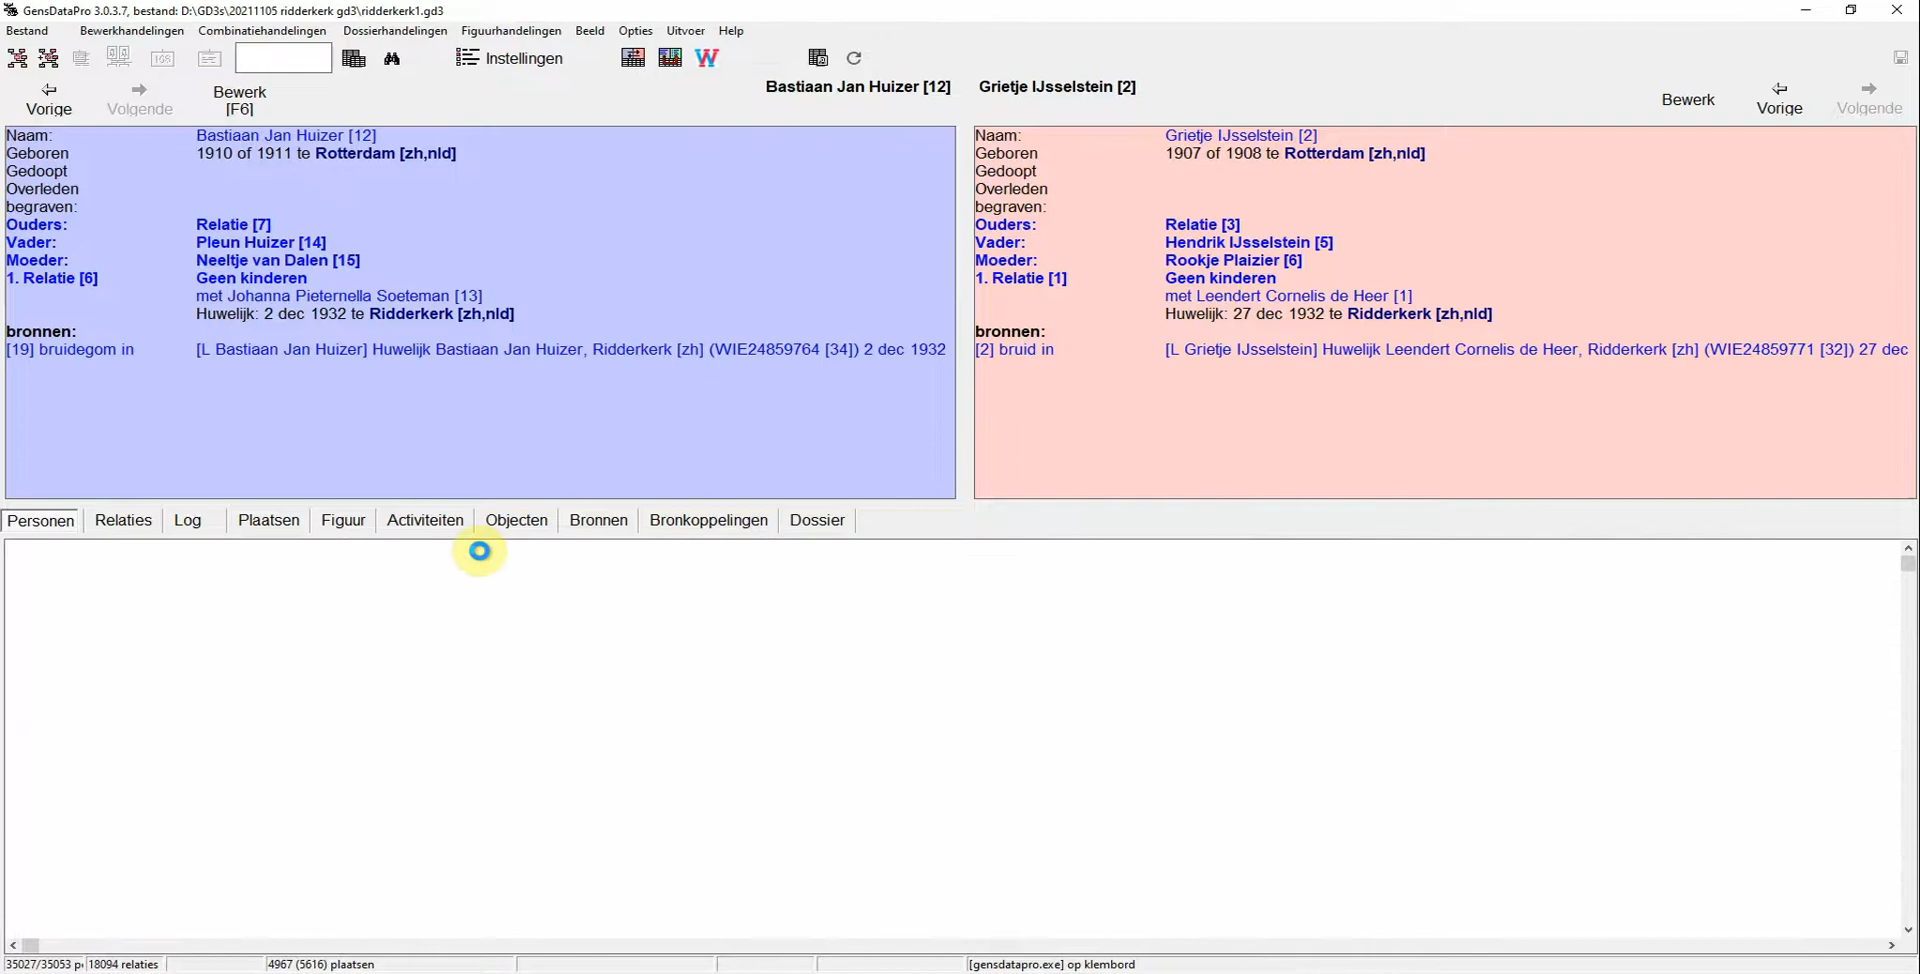 GensDataPro 3.0.3.7, bestand: D:\GD3s\20211105 ridderkerk gd3\ridderkerk1.gd3
Bestand Bewerkhandelingen Combinatiehandelingen Dossierhandelingen Figuurhandelingen Beeld Opties Uitvoer Help
Instellingen
Vorige Volgende Bewerk [F6] Bastiaan Jan Huizer [12] Grietje IJsselstein [2] Bewerk Vorige Volgende
Naam: Bastiaan Jan Huizer [12]
Geboren 1910 of 1911 te Rotterdam [zh,nld]
Gedoopt
Overleden
begraven:
Ouders: Relatie [7]
Vader: Pleun Huizer [14]
Moeder: Neeltje van Dalen [15]
1. Relatie [6] Geen kinderen
met Johanna Pieternella Soeteman [13]
Huwelijk: 2 dec 1932 te Ridderkerk [zh,nld]
bronnen:
[19] bruidegom in [L Bastiaan Jan Huizer] Huwelijk Bastiaan Jan Huizer, Ridderkerk [zh] (WIE24859764 [34]) 2 dec 1932
Naam: Grietje IJsselstein [2]
Geboren 1907 of 1908 te Rotterdam [zh,nld]
Gedoopt
Overleden
begraven:
Ouders: Relatie [3]
Vader: Hendrik IJsselstein [5]
Moeder: Rookje Plaizier [6]
1. Relatie [1] Geen kinderen
met Leendert Cornelis de Heer [1]
Huwelijk: 27 dec 1932 te Ridderkerk [zh,nld]
bronnen:
[2] bruid in [L Grietje IJsselstein] Huwelijk Leendert Cornelis de Heer, Ridderkerk [zh] (WIE24859771 [32]) 27 dec
Personen Relaties Log Plaatsen Figuur Activiteiten Objecten Bronnen Bronkoppelingen Dossier
35027/35053 p 18094 relaties 4967 (5616) plaatsen [gensdatapro.exe] op klembord